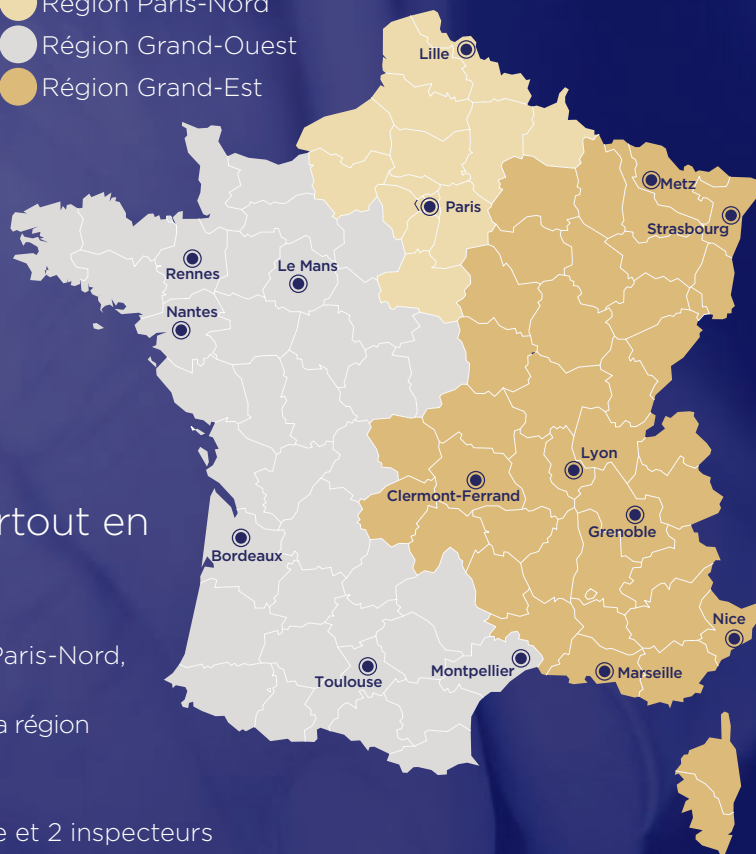 Région Paris-Nord
Région Grand-Ouest
Région Grand-Est
Lille
Metz
Paris
Strasbourg
Rennes
Le Mans
Nantes
Lyon
Clermont-Ferrand
Grenoble
rtout en
Bordeaux
Nice
Paris-Nord,
Toulouse
Montpellier
Marseille
a région
e et 2 inspecteurs